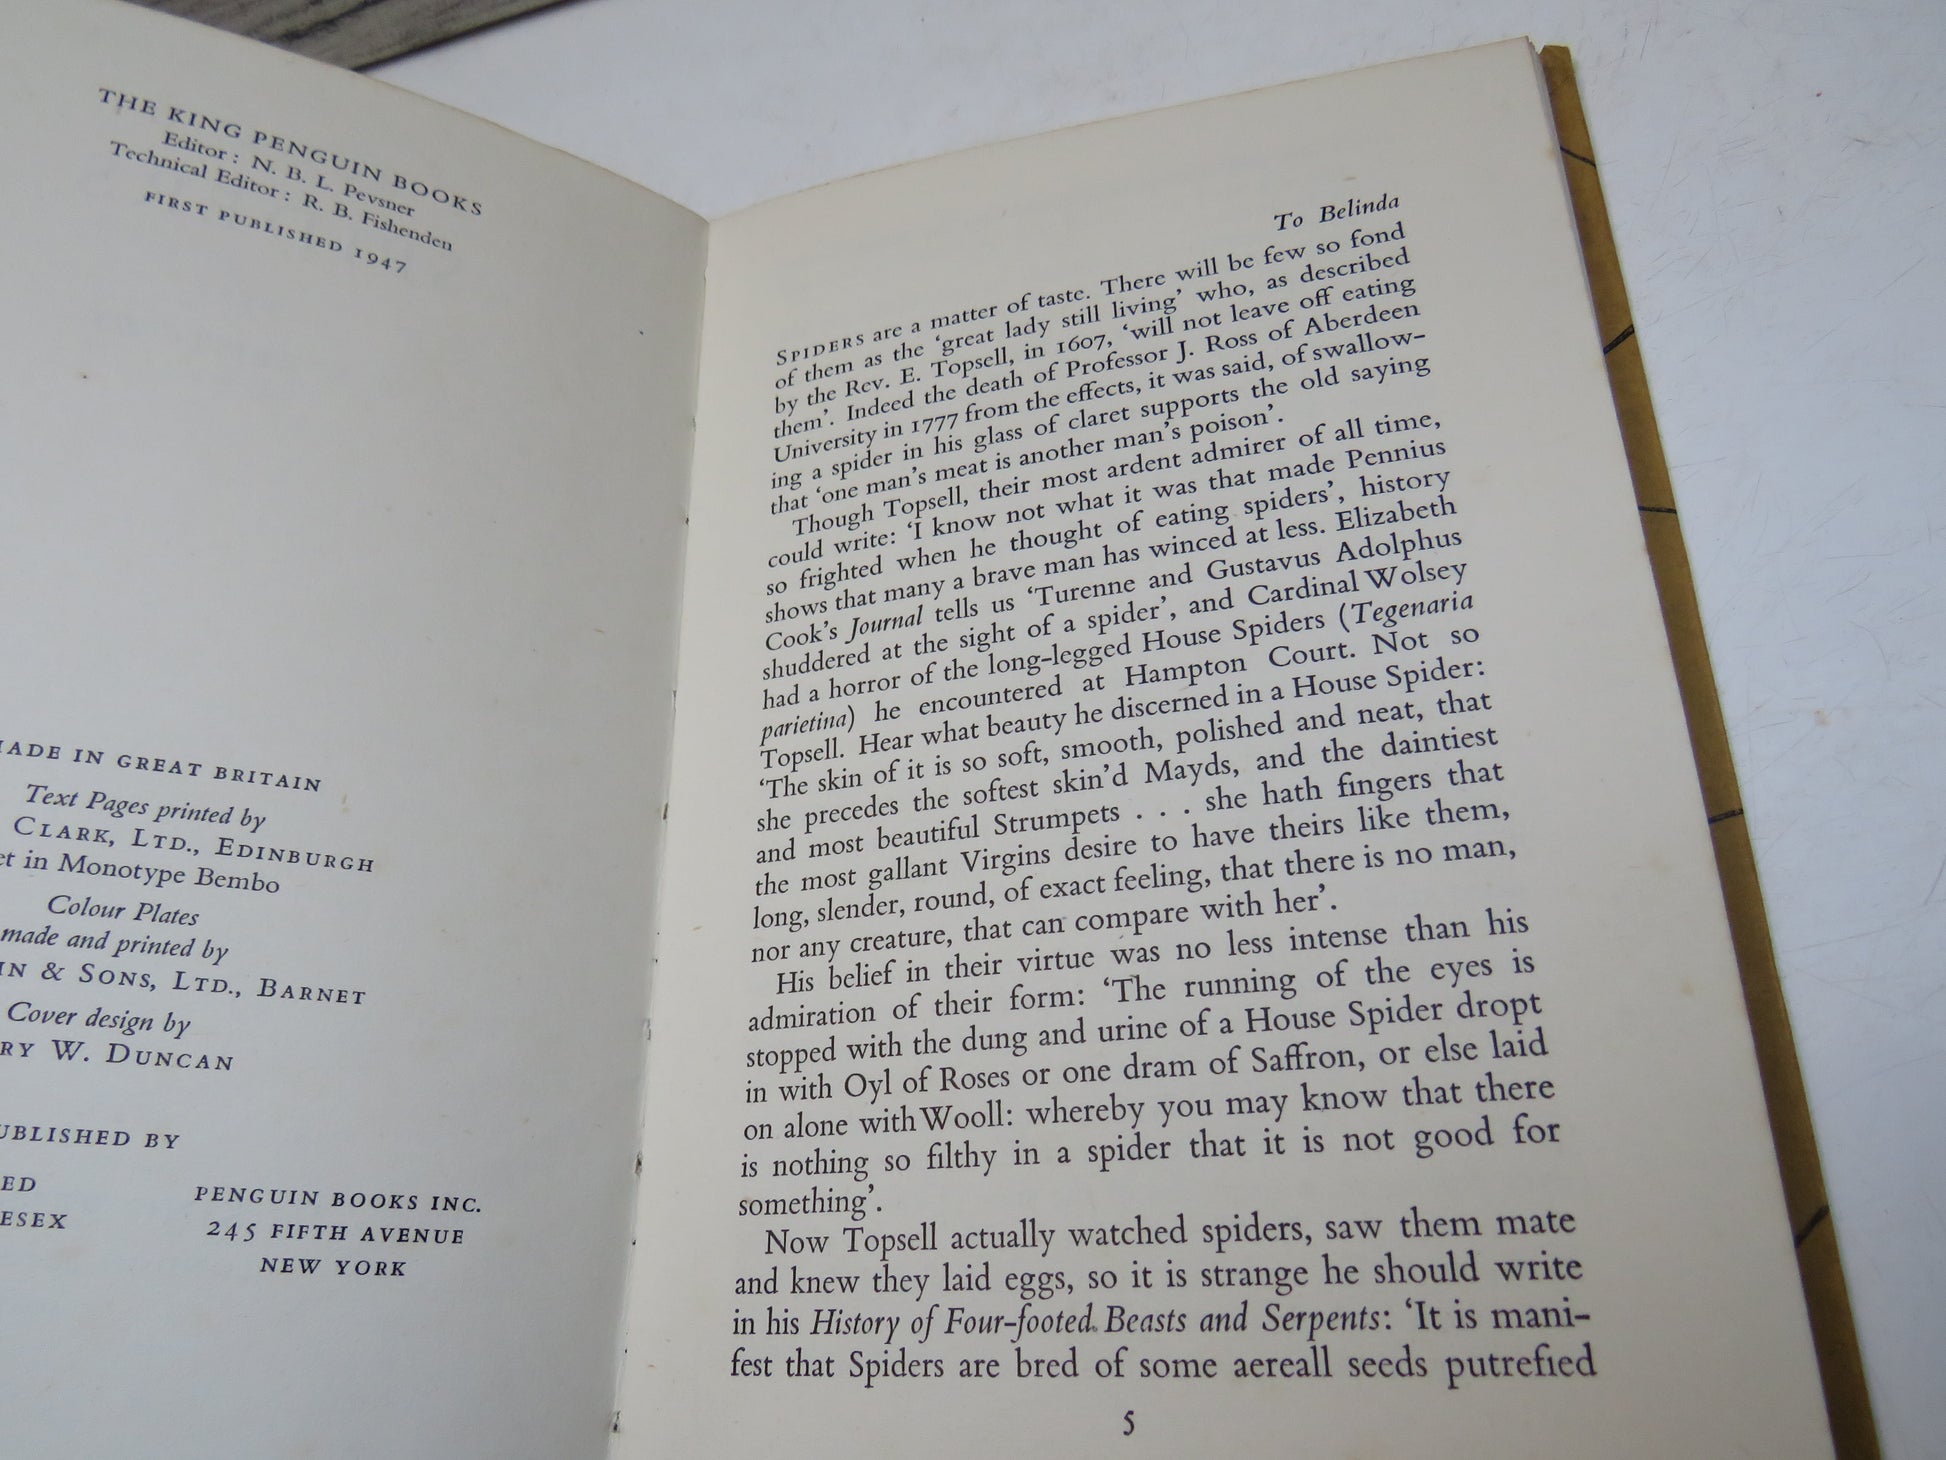 THE KING PENGUIN BOOKS
Editor: N. B. L. Pevsner
Technical Editor: R. B. Fishenden
FIRST PUBLISHED 1947
MADE IN GREAT BRITAIN
Text Pages printed by
CLARK, LTD., EDINBURGH
in Monotype Bembo
Colour Plates
made and printed by
& SONS, LTD., BARNET
Cover design by
W. DUNCAN
PUBLISHED BY
PENGUIN BOOKS INC.
245 FIFTH AVENUE
NEW YORK
To Belinda
SPIDERS are a matter of taste. There will be few so fond
of them as the ‘great lady still living’ who, as described
by the Rev. E. Topsell, in 1607, ‘will not leave off eating
them’. Indeed the death of Professor J. Ross of Aberdeen
University in 1777 from the effects, it was said, of swallow-
ing a spider in his glass of claret supports the old saying
that ‘one man’s meat is another man’s poison’.
Though Topsell, their most ardent admirer of all time,
could write: ‘I know not what it was that made Pennius
so frighted when he thought of eating spiders’, history
shows that many a brave man has winced at less. Elizabeth
Cook’s Journal tells us ‘Turenne and Gustavus Adolphus
shuddered at the sight of a spider’, and Cardinal Wolsey
had a horror of the long-legged House Spiders (Tegenaria
parietina) he encountered at Hampton Court. Not so
Topsell. Hear what beauty he discerned in a House Spider:
‘The skin of it is so soft, smooth, polished and neat, that
she precedes the softest skin’d Mayds, and the daintiest
and most beautiful Strumpets . . . she hath fingers that
the most gallant Virgins desire to have theirs like them,
long, slender, round, of exact feeling, that there is no man,
nor any creature, that can compare with her’.
His belief in their virtue was no less intense than his
admiration of their form: ‘The running of the eyes is
stopped with the dung and urine of a House Spider dropt
in with Oyl of Roses or one dram of Saffron, or else laid
on alone with Wooll: whereby you may know that there
is nothing so filthy in a spider that it is not good for
something’.
Now Topsell actually watched spiders, saw them mate
and knew they laid eggs, so it is strange he should write
in his History of Four-footed Beasts and Serpents: ‘It is mani-
fest that Spiders are bred of some aereall seeds putrefied
5